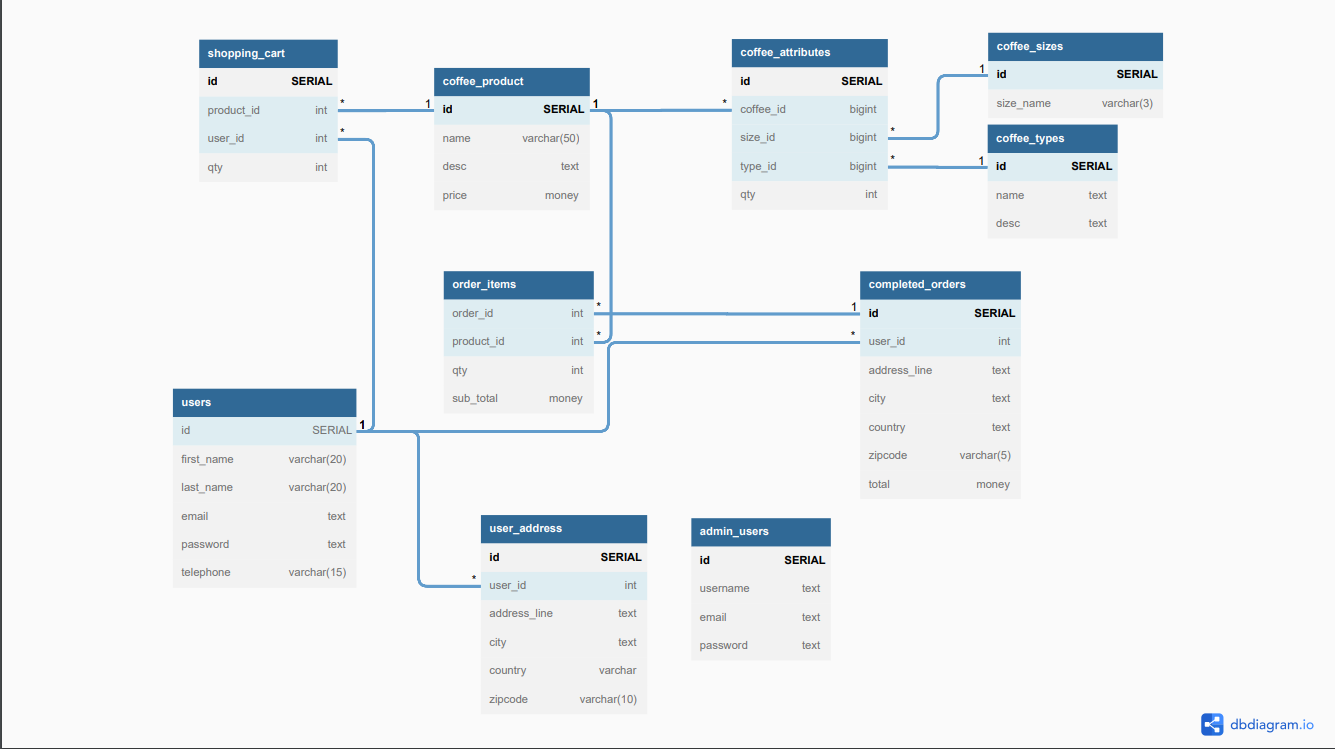 shopping_cart
id SERIAL
product_id int
user_id int
qty int
* 1
*
coffee_product
id SERIAL
name varchar(50)
desc text
price money
1 *
coffee_attributes
id SERIAL
coffee_id bigint
size_id bigint
type_id bigint
qty int
* 1
* 1
coffee_sizes
id SERIAL
size_name varchar(3)
coffee_types
id SERIAL
name text
desc text
order_items
order_id int
product_id int
qty int
sub_total money
* 1
* *
completed_orders
id SERIAL
user_id int
address_line text
city text
country text
zipcode varchar(5)
total money
users
id SERIAL
first_name varchar(20)
last_name varchar(20)
email text
password text
telephone varchar(15)
1
*
user_address
id SERIAL
user_id int
address_line text
city text
country varchar
zipcode varchar(10)
admin_users
id SERIAL
username text
email text
password text
dbdiagram.io